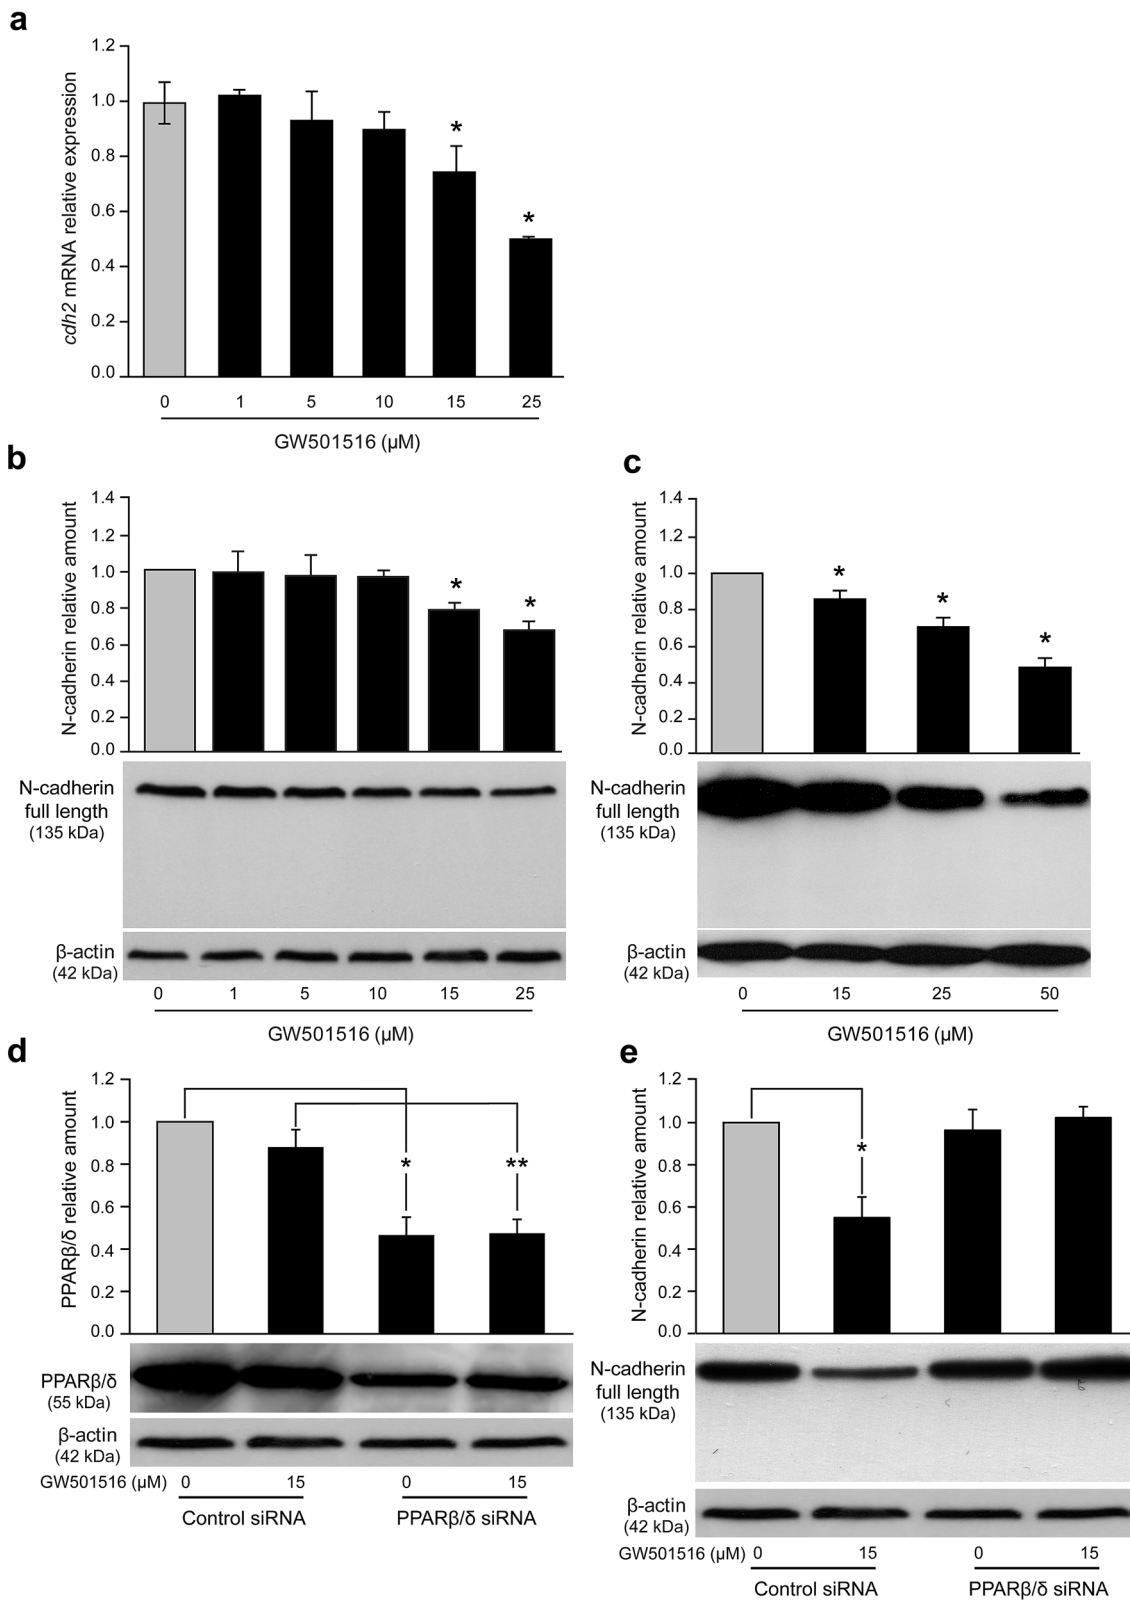 a
cdh2 mRNA relative expression
1.2
1.0
0.8
0.6
0.4
0.2
0.0
*
*
0 1 5 10 15 25
GW501516 (µM)
b
N-cadherin relative amount
1.4
1.2
1.0
0.8
0.6
0.4
0.2
0.0
*
*
N-cadherin
full length
(135 kDa)
β-actin
(42 kDa)
0 1 5 10 15 25
GW501516 (µM)
c
N-cadherin relative amount
1.4
1.2
1.0
0.8
0.6
0.4
0.2
0.0
*
*
*
N-cadherin
full length
(135 kDa)
β-actin
(42 kDa)
0 15 25 50
GW501516 (µM)
d
PPARβ/δ relative amount
1.2
1.0
0.8
0.6
0.4
0.2
0.0
* **
PPARβ/δ
(55 kDa)
β-actin
(42 kDa)
GW501516 (µM) 0 15 0 15
Control siRNA PPARβ/δ siRNA
e
N-cadherin relative amount
1.2
1.0
0.8
0.6
0.4
0.2
0.0
*
N-cadherin
full length
(135 kDa)
β-actin
(42 kDa)
GW501516 (µM) 0 15 0 15
Control siRNA PPARβ/δ siRNA